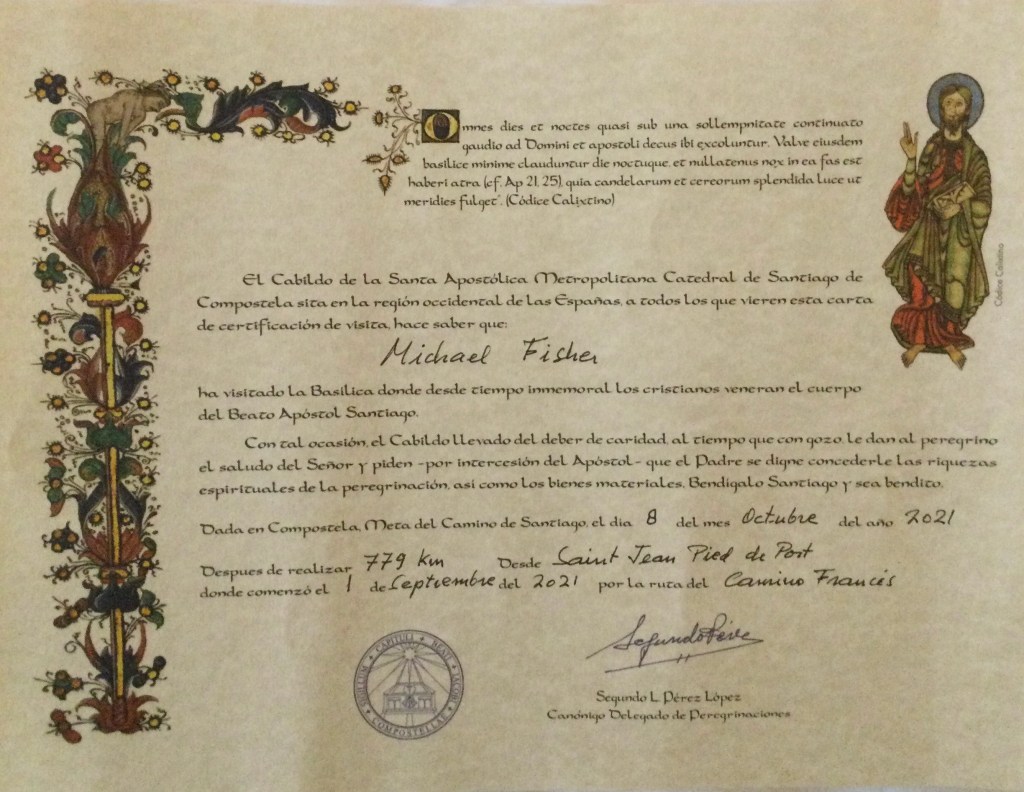 Omnes dies et noctes quasi sub una sollempnitate continuato
gaudio ad Domini et apostoli decus ibi excoluntur. Valve eiusdem
basilice minime clauduntur die noctuque, et nullatenus nox in ea fas est
haberi atra (cf. Ap 21, 25), quia candelarum et cereorum splendida luce ut
meridies fulget". (Códice Calixtino)
Códice Calixtino
El Cabildo de la Santa Apostólica Metropolitana Catedral de Santiago de
Compostela sita en la región occidental de las Españas, a todos los que vieren esta carta
de certificación de visita, hace saber que:
Michael Fisher
ha visitado la Basílica donde desde tiempo inmemorial los cristianos veneran el cuerpo
del Beato Apóstol Santiago.
Con tal ocasión, el Cabildo llevado del deber de caridad, al tiempo que con gozo, le dan al peregrino
el saludo del Señor y piden -por intercesión del Apóstol- que el Padre se digne concederle las riquezas
espirituales de la peregrinación, así como los bienes materiales. Bendígalo Santiago y sea bendito.
Dada en Compostela, Meta del Camino de Santiago, el día 8 del mes Octubre del año 2021
Despues de realizar 779 km Desde Saint Jean Pied de Port
donde comenzó el 1 de Septiembre del 2021 por la ruta del Camino Francés
SIGILLUM CAPITULI BEATI JACOBI COMPOSTELLAE
Segundo Pérez
Segundo L. Pérez López
Canónigo Delegado de Peregrinaciones